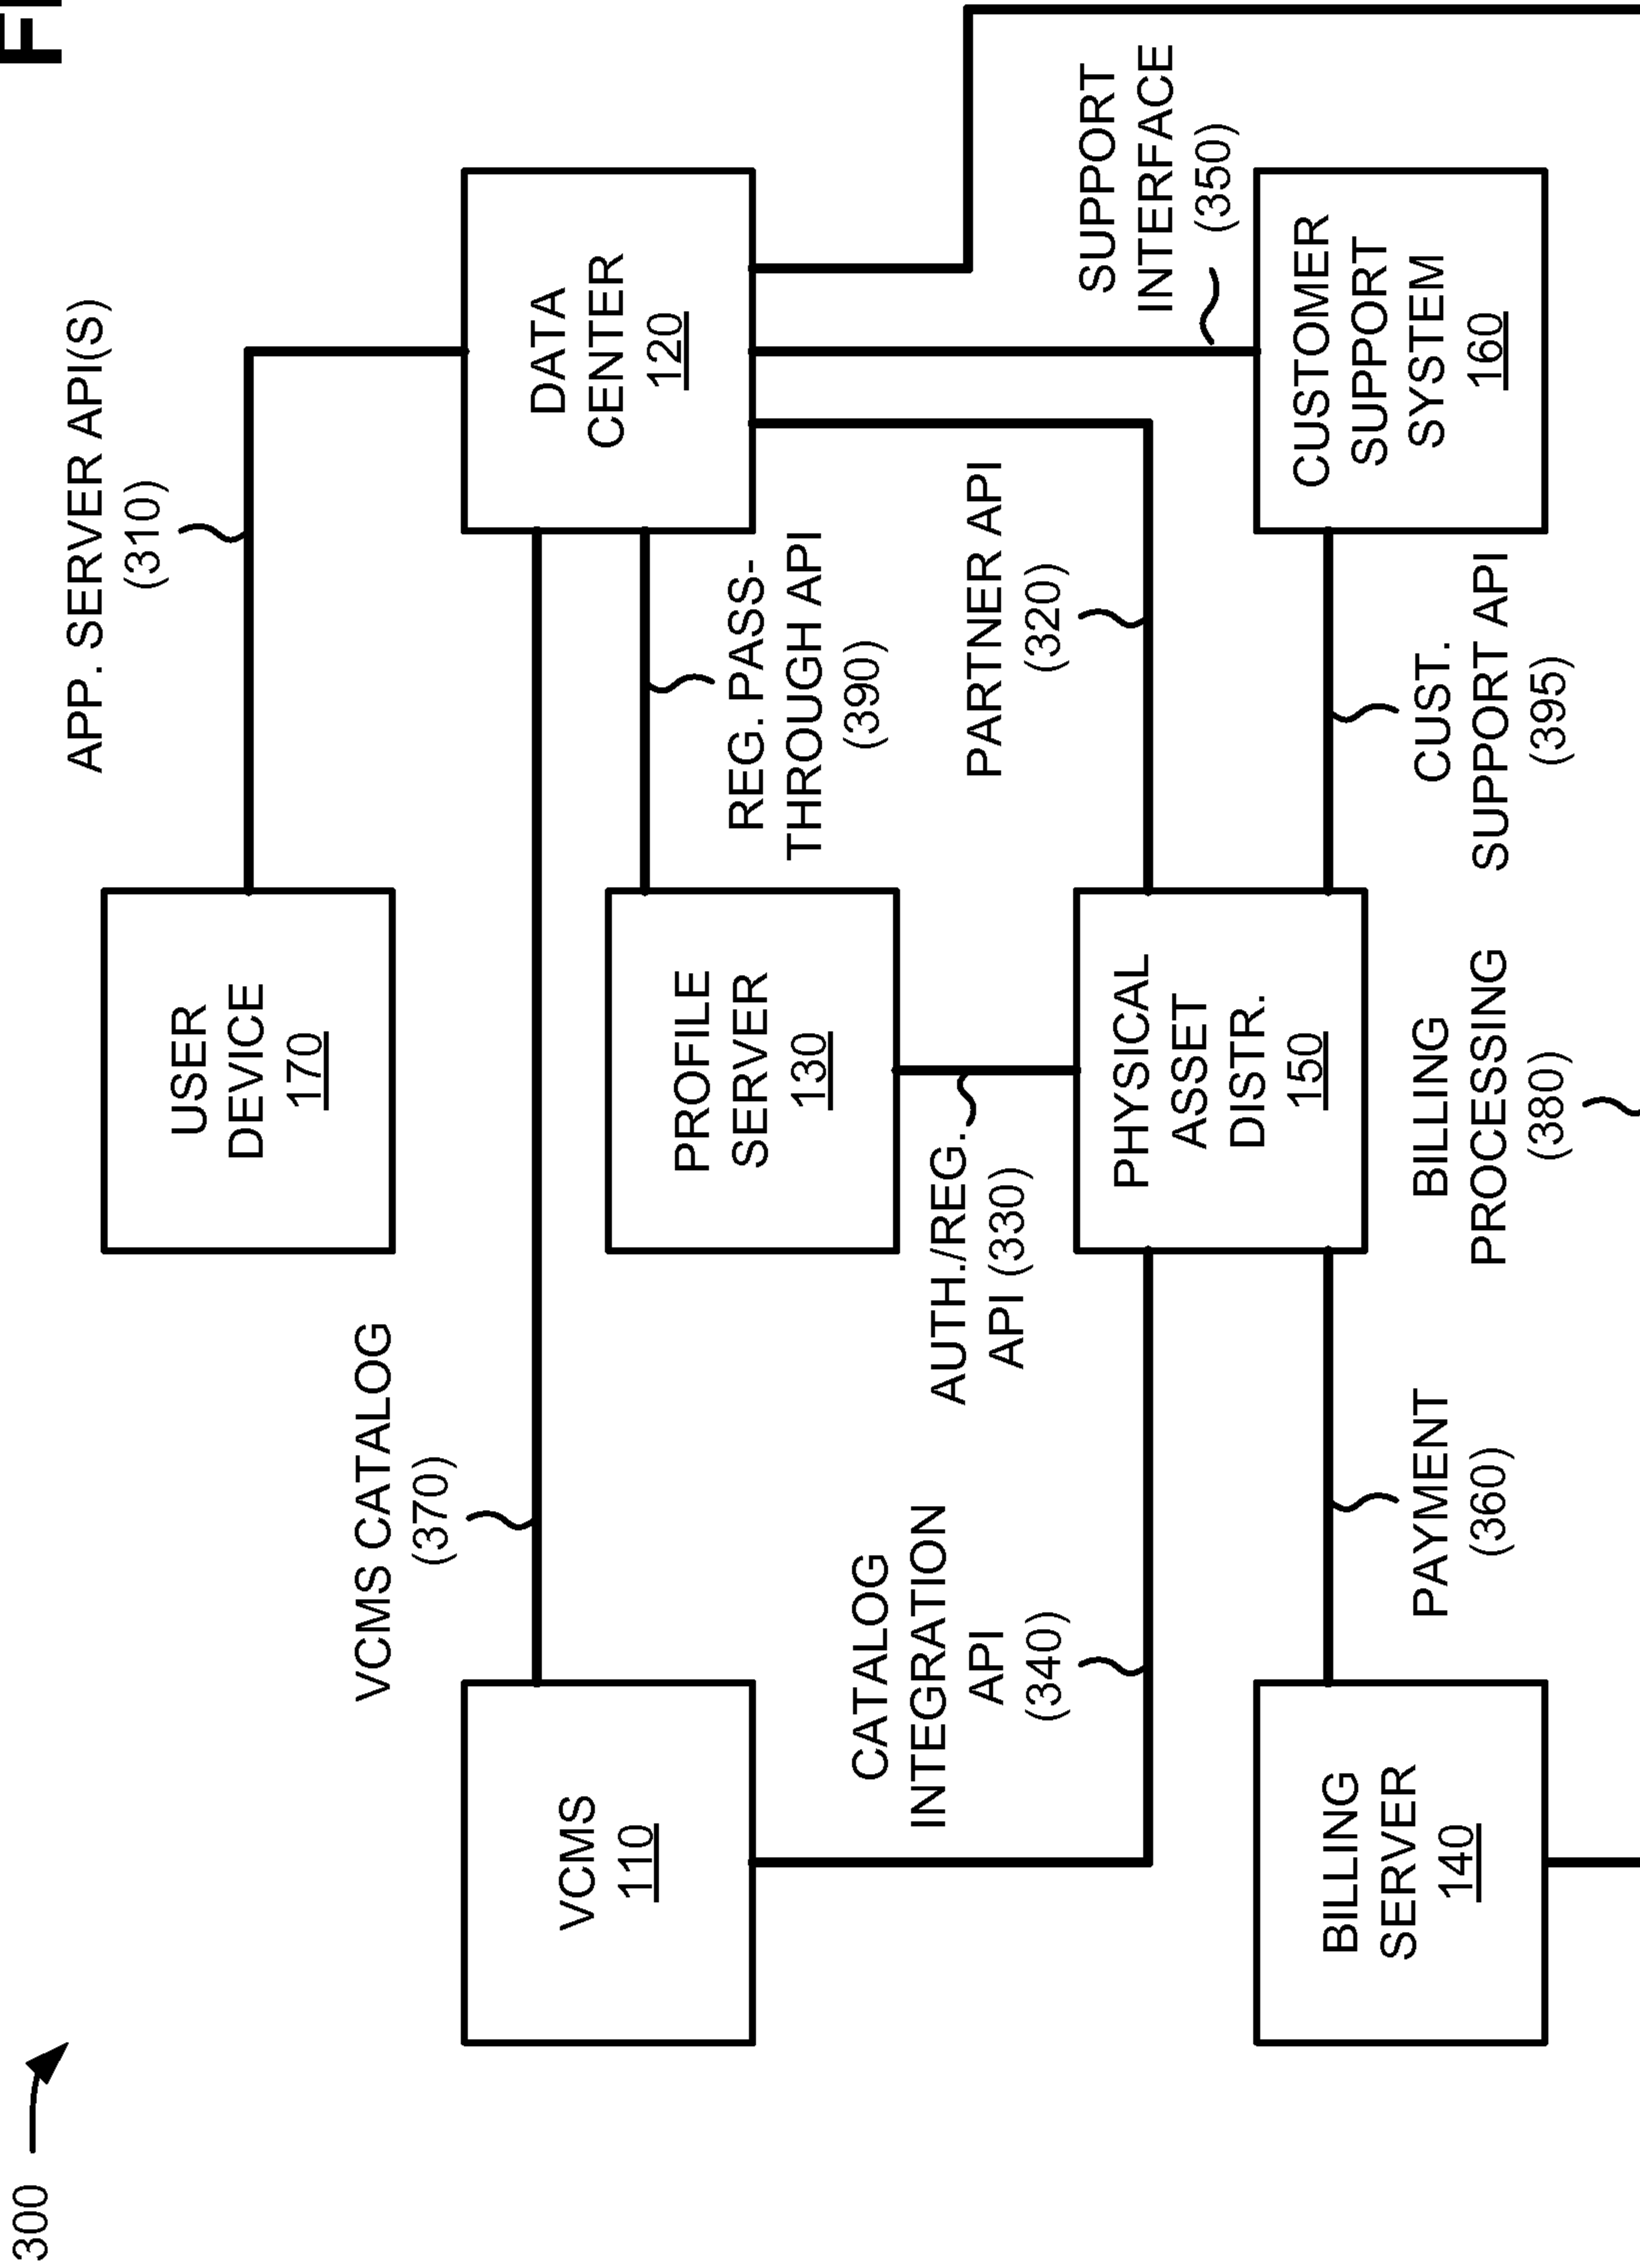 300
FI
APP. SERVER API(S)
(310)
USER
DEVICE
170
VCMS CATALOG
(370)
VCMS
110
PROFILE
SERVER
130
REG. PASS-
THROUGH API
(390)
DATA
CENTER
120
CATALOG
INTEGRATION
API
(340)
AUTH./REG.
API (330)
PARTNER API
(320)
SUPPORT
INTERFACE
(350)
BILLING
SERVER
140
PAYMENT
(360)
PHYSICAL
ASSET
DISTR.
150
CUST.
SUPPORT API
(395)
CUSTOMER
SUPPORT
SYSTEM
160
BILLING
PROCESSING
(380)